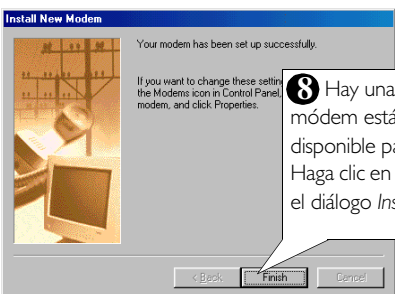 Install New Modem
Your modem has been set up successfully.
If you want to change these
the Modems icon in Control Panel,
modem, and click Properties.
8 Hay una
módem está
disponible pa
Haga clic en
el diálogo Ins
< Back
Finish
Cancel